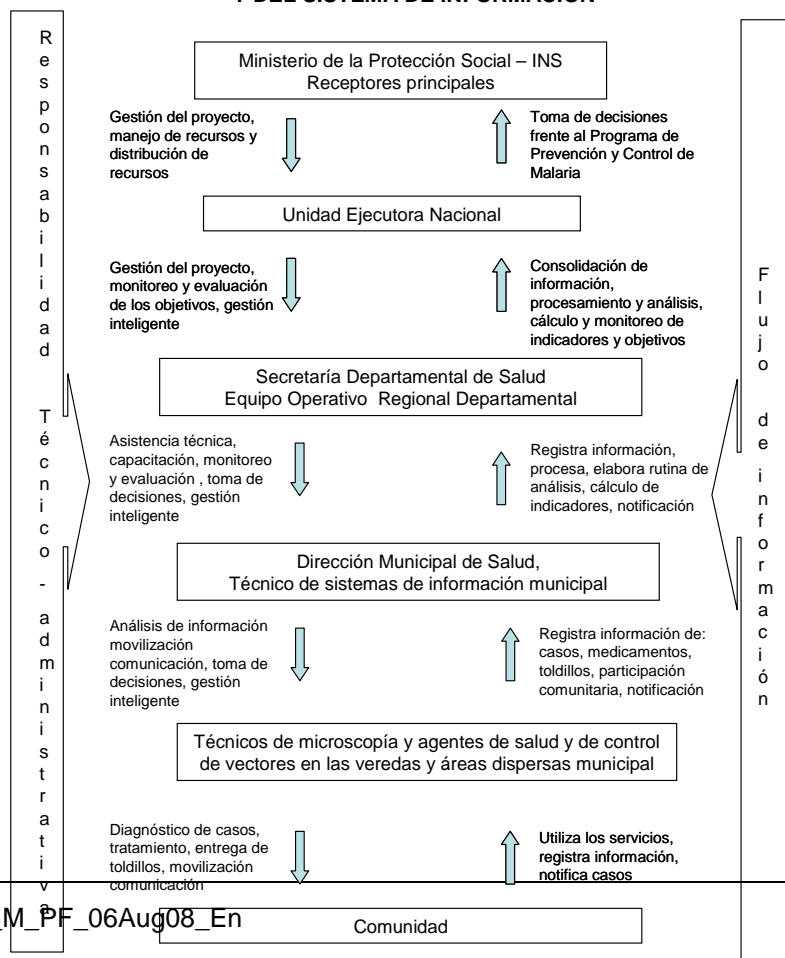 Y DEL SISTEMA DE INFORMACIÓN
Responsabilidad Técnico - administrativa
Ministerio de la Protección Social – INS
Receptores principales
Gestión del proyecto,
manejo de recursos y
distribución de
recursos
Toma de decisiones
frente al Programa de
Prevención y Control de
Malaria
Unidad Ejecutora Nacional
Gestión del proyecto,
monitoreo y evaluación
de los objetivos, gestión
inteligente
Consolidación de
información,
procesamiento y análisis,
cálculo y monitoreo de
indicadores y objetivos
Secretaría Departamental de Salud
Equipo Operativo Regional Departamental
Asistencia técnica,
capacitación, monitoreo
y evaluación , toma de
decisiones, gestión
inteligente
Registra información,
procesa, elabora rutina de
análisis, cálculo de
indicadores, notificación
Dirección Municipal de Salud,
Técnico de sistemas de información municipal
Análisis de información
movilización
comunicación, toma de
decisiones, gestión
inteligente
Registra información de:
casos, medicamentos,
toldillos, participación
comunitaria, notificación
Técnicos de microscopía y agentes de salud y de control
de vectores en las veredas y áreas dispersas municipal
Diagnóstico de casos,
tratamiento, entrega de
toldillos, movilización
comunicación
Utiliza los servicios,
registra información,
notifica casos
Comunidad
Flujo de información
_M_PF_06Aug08_En